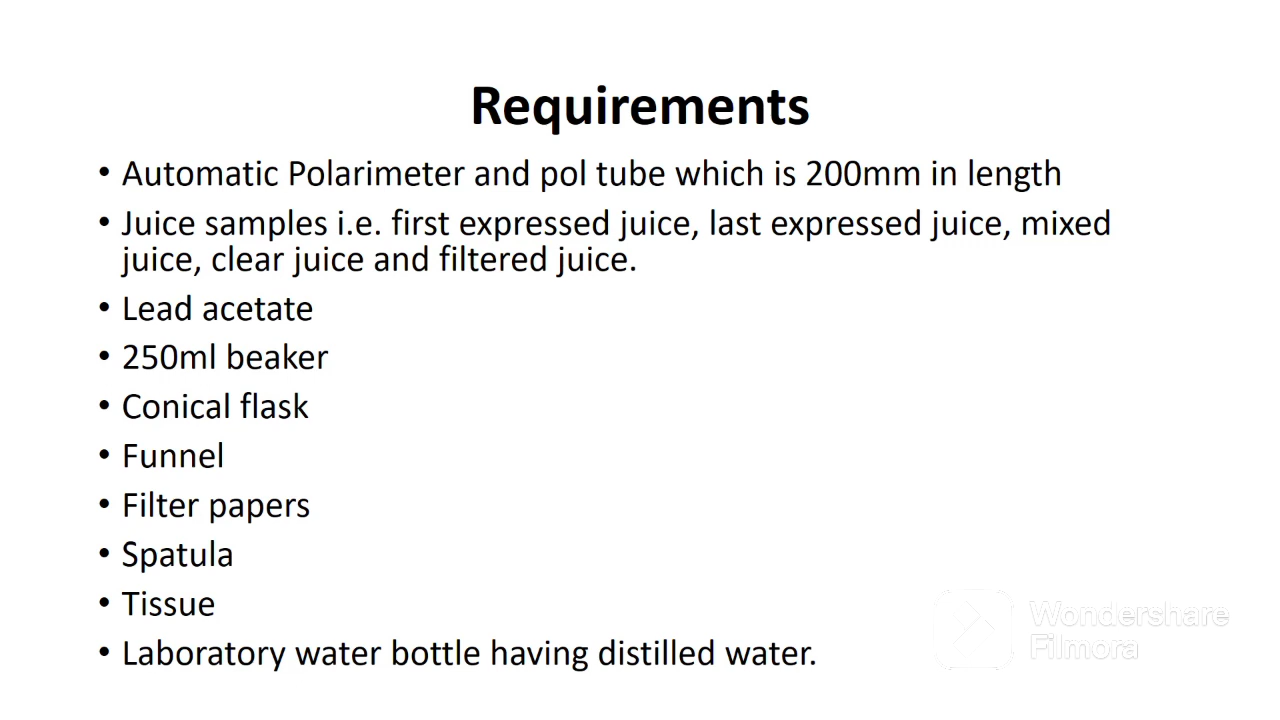 Requirements
• Automatic Polarimeter and pol tube which is 200mm in length
• Juice samples i.e. first expressed juice, last expressed juice, mixed
juice, clear juice and filtered juice.
• Lead acetate
• 250ml beaker
• Conical flask
• Funnel
• Filter papers
• Spatula
• Tissue
• Laboratory water bottle having distilled water.
Wondershare
Filmora